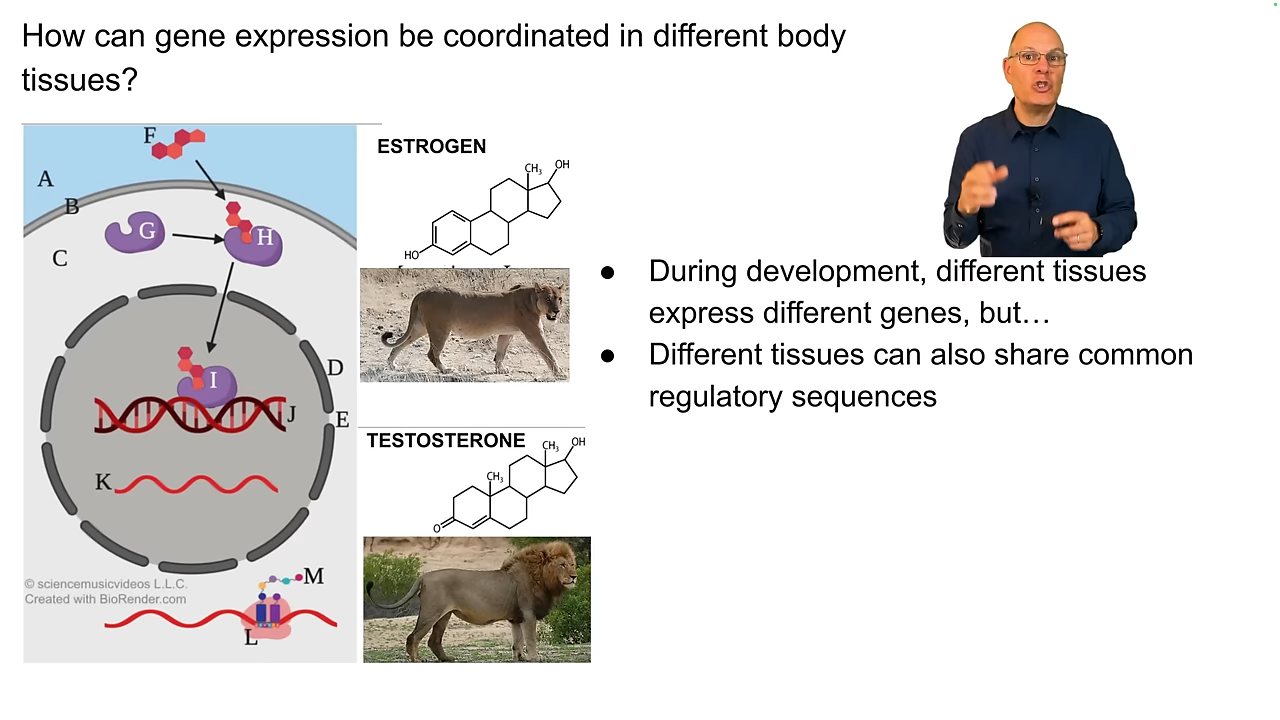 How can gene expression be coordinated in different body
tissues?
F
A
B
G
H
C
I
D
J
E
K
© sciencemusicvideos L.L.C.
Created with BioRender.com
M
L
ESTROGEN
CH₃
OH
HO
TESTOSTERONE
CH₃
OH
CH₃
O
● During development, different tissues
express different genes, but…
● Different tissues can also share common
regulatory sequences